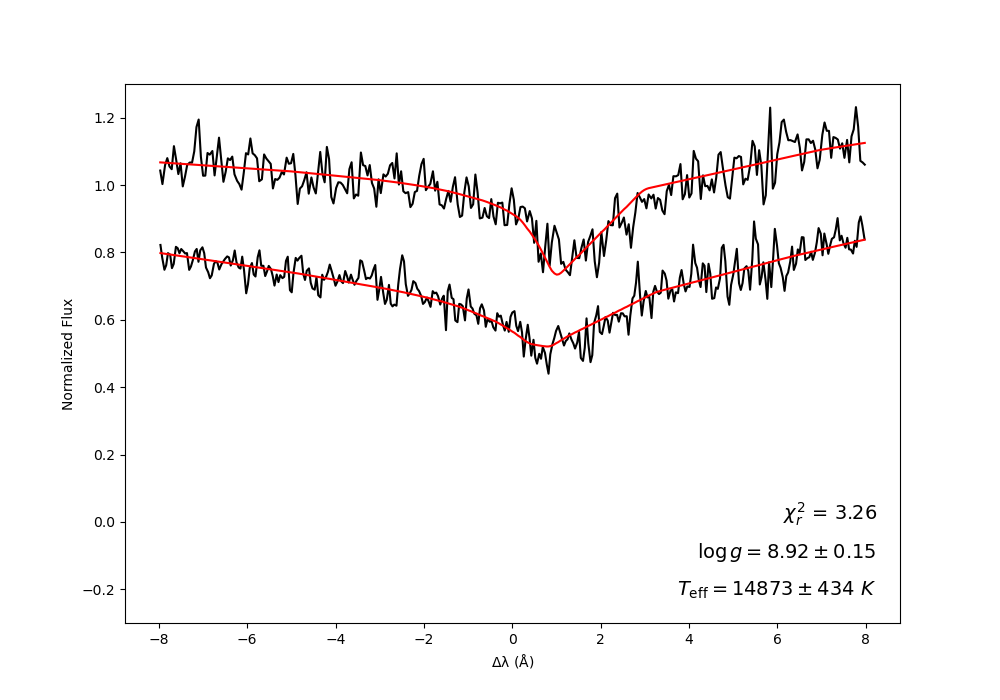 1.2
1.0
0.8
0.6
0.4
0.2
0.0
−0.2
Normalized Flux
χ²ᵣ = 3.26
log g = 8.92 ± 0.15
T_eff = 14873 ± 434 K
−8 −6 −4 −2 0 2 4 6 8
Δλ (Å)